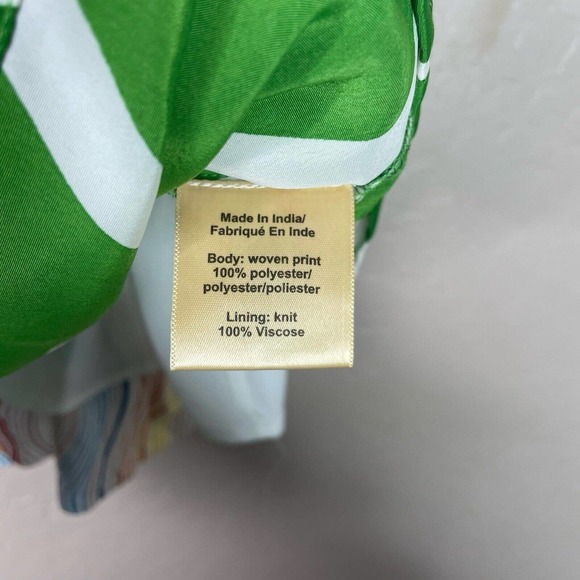 Made In India/
Fabriqué En Inde
Body: woven print
100% polyester/
polyester/poliester
Lining: knit
100% Viscose